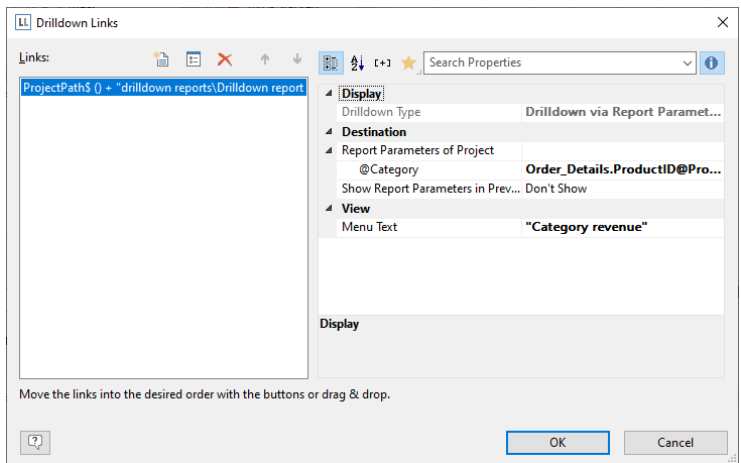 LL Drilldown Links
Links:
Search Properties
ProjectPath$ () + "drilldown reports\Drilldown report
Display
Drilldown Type Drilldown via Report Paramet...
Destination
Report Parameters of Project
@Category Order_Details.ProductID@Pro...
Show Report Parameters in Prev... Don't Show
View
Menu Text "Category revenue"
Display
Move the links into the desired order with the buttons or drag & drop.
OK Cancel